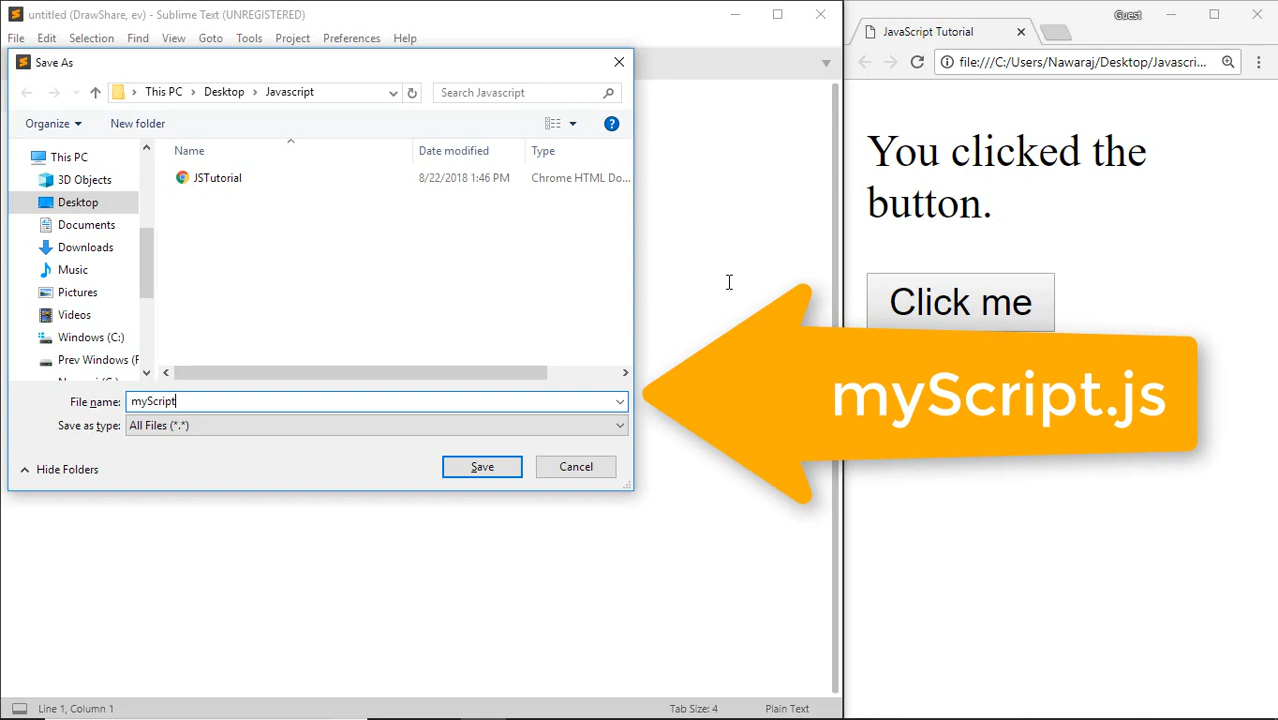 untitled (DrawShare, ev) - Sublime Text (UNREGISTERED)
File Edit Selection Find View Goto Tools Project Preferences Help
Save As
This PC > Desktop > Javascript
Search Javascript
Organize
New folder
Name
Date modified
Type
This PC
3D Objects
Desktop
Documents
Downloads
Music
Pictures
Videos
Windows (C:)
Prev Windows (F
JSTutorial
8/22/2018 1:46 PM
Chrome HTML Do...
File name:
myScript
Save as type:
All Files (*.*)
Hide Folders
Save
Cancel
Line 1, Column 1
Tab Size: 4
Plain Text
Guest
JavaScript Tutorial
file:///C:/Users/Nawaraj/Desktop/Javascri...
You clicked the
button.
Click me
myScript.js